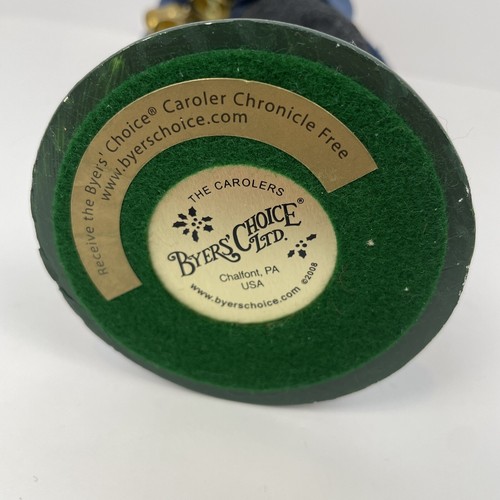 Receive the Byers' Choice® Caroler Chronicle Free
www.byerschoice.com
THE CAROLERS
BYERS' CHOICE®
LTD.
Chalfont, PA
USA
www.byerschoice.com ©2008